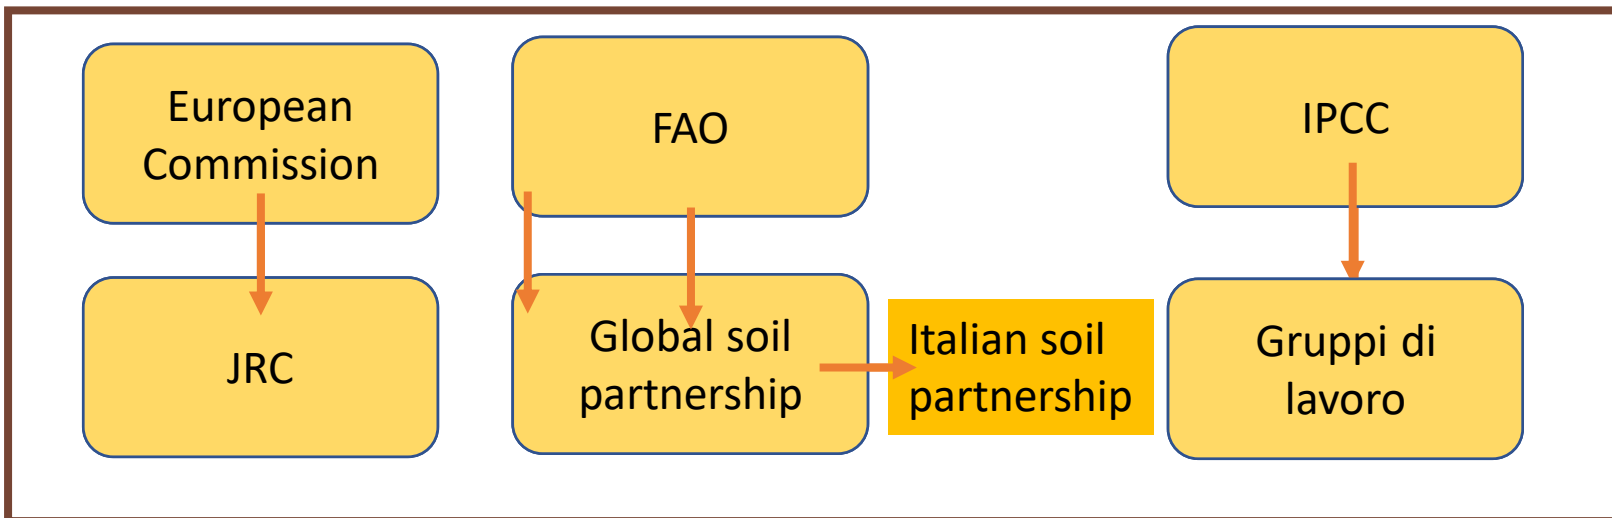 European
Commission
FAO
IPCC
JRC
Global soil
partnership
Italian soil
partnership
Gruppi di
lavoro